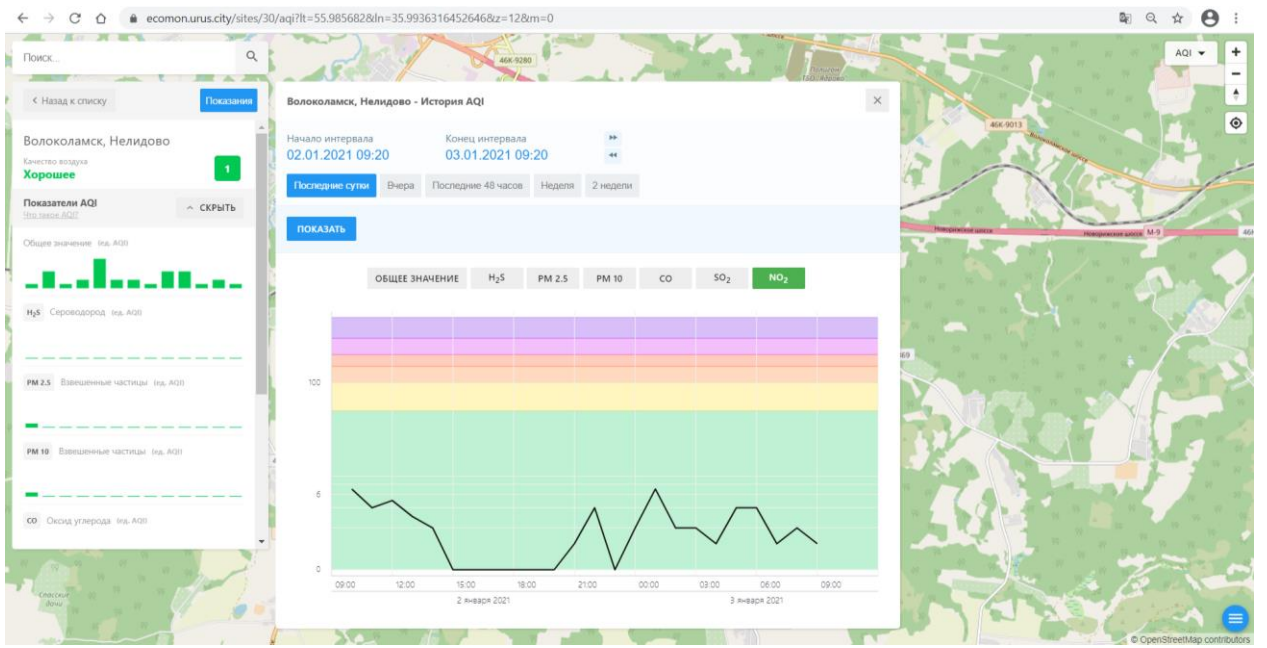 ecomon.urus.city/sites/30/aqi?lt=55.985682&ln=35.9936316452646&z=12&m=0
Поиск...
46К-9280
AQI
Назад к списку
Показания
Волоколамск, Нелидово - История AQI
46К-9013
Волоколамск, Нелидово
Качество воздуха
Хорошее
1
Начало интервала
Конец интервала
02.01.2021 09:20
03.01.2021 09:20
Последние сутки
Вчера
Последние 48 часов
Неделя
2 недели
Показатели AQI
Что такое AQI?
СКРЫТЬ
ПОКАЗАТЬ
Новорижское шоссе
Новорижское шоссе
М-9
Общее значение (ед. AQI)
ОБЩЕЕ ЗНАЧЕНИЕ
H₂S
PM 2.5
PM 10
CO
SO₂
NO₂
H₂S Сероводород (ед. AQI)
PM 2.5 Взвешенные частицы (ед. AQI)
100
PM 10 Взвешенные частицы (ед. AQI)
5
CO Оксид углерода (ед. AQI)
0
09:00
12:00
15:00
18:00
21:00
00:00
03:00
06:00
09:00
2 января 2021
3 января 2021
Спасские
дачи
© OpenStreetMap contributors